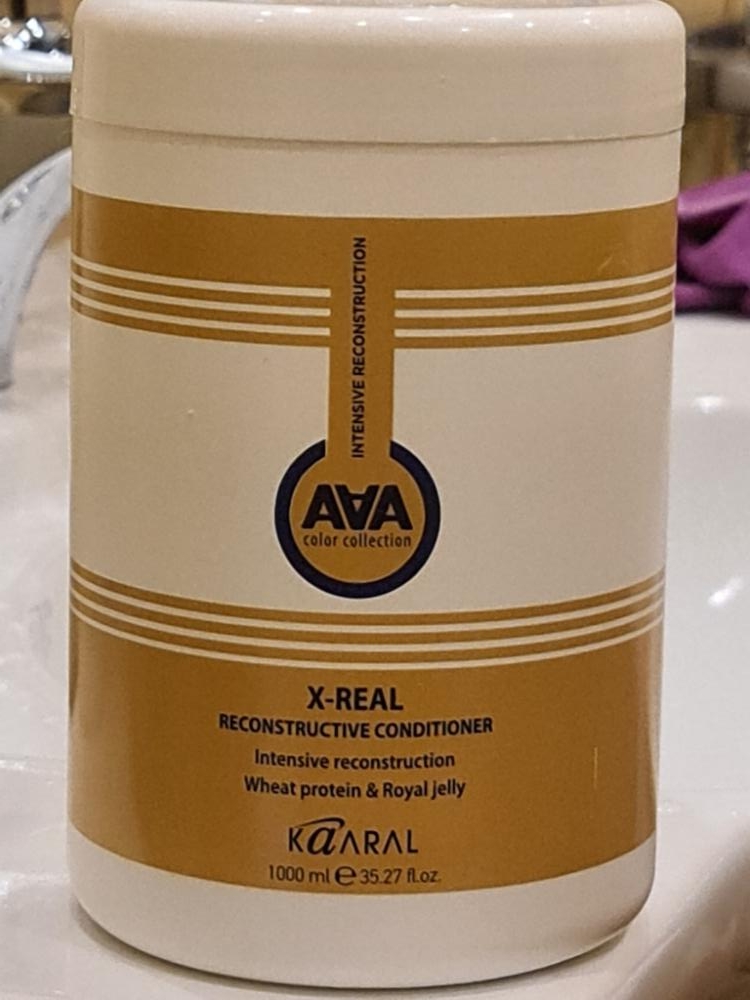 INTENSIVE RECONSTRUCTION
AVA
color collection
X-REAL
RECONSTRUCTIVE CONDITIONER
Intensive reconstruction
Wheat protein & Royal jelly
KaARAL
1000 ml e 35.27 fl.oz.